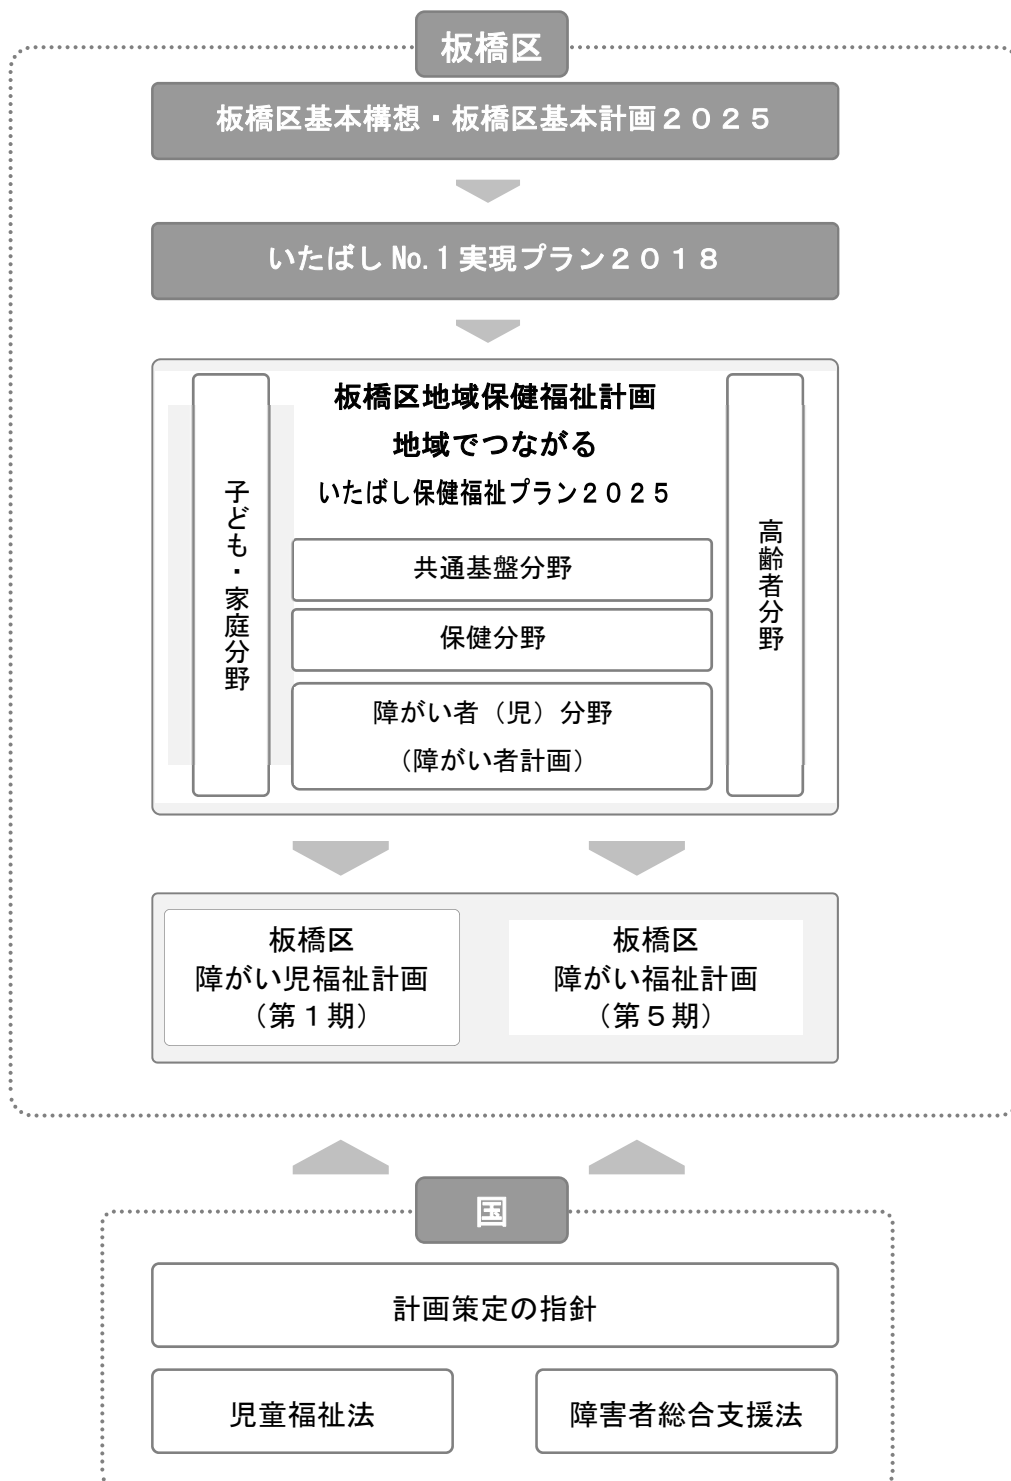 板橋区
板橋区基本構想・板橋区基本計画２０２５
いたばし No.1 実現プラン２０１８
板橋区地域保健福祉計画
地域でつながる
いたばし保健福祉プラン２０２５
子ども・家庭分野
共通基盤分野
保健分野
障がい者（児）分野
（障がい者計画）
高齢者分野
板橋区
障がい児福祉計画
（第１期）
板橋区
障がい福祉計画
（第５期）
国
計画策定の指針
児童福祉法
障害者総合支援法